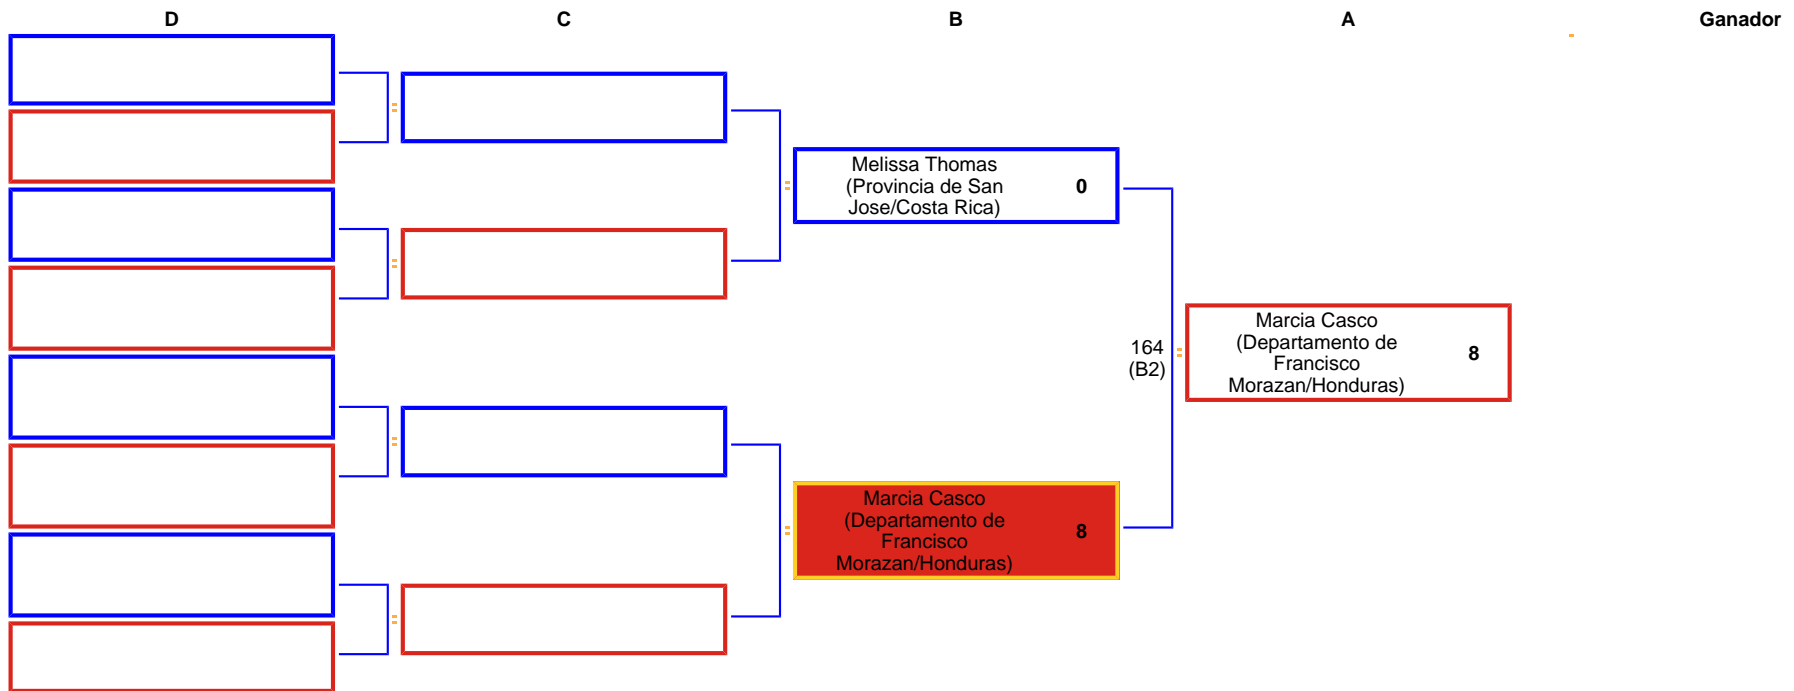 D
C
B
A
Ganador
Melissa Thomas
(Provincia de San
Jose/Costa Rica)
0
164
(B2)
Marcia Casco
(Departamento de
Francisco
Morazan/Honduras)
8
Marcia Casco
(Departamento de
Francisco
Morazan/Honduras)
8